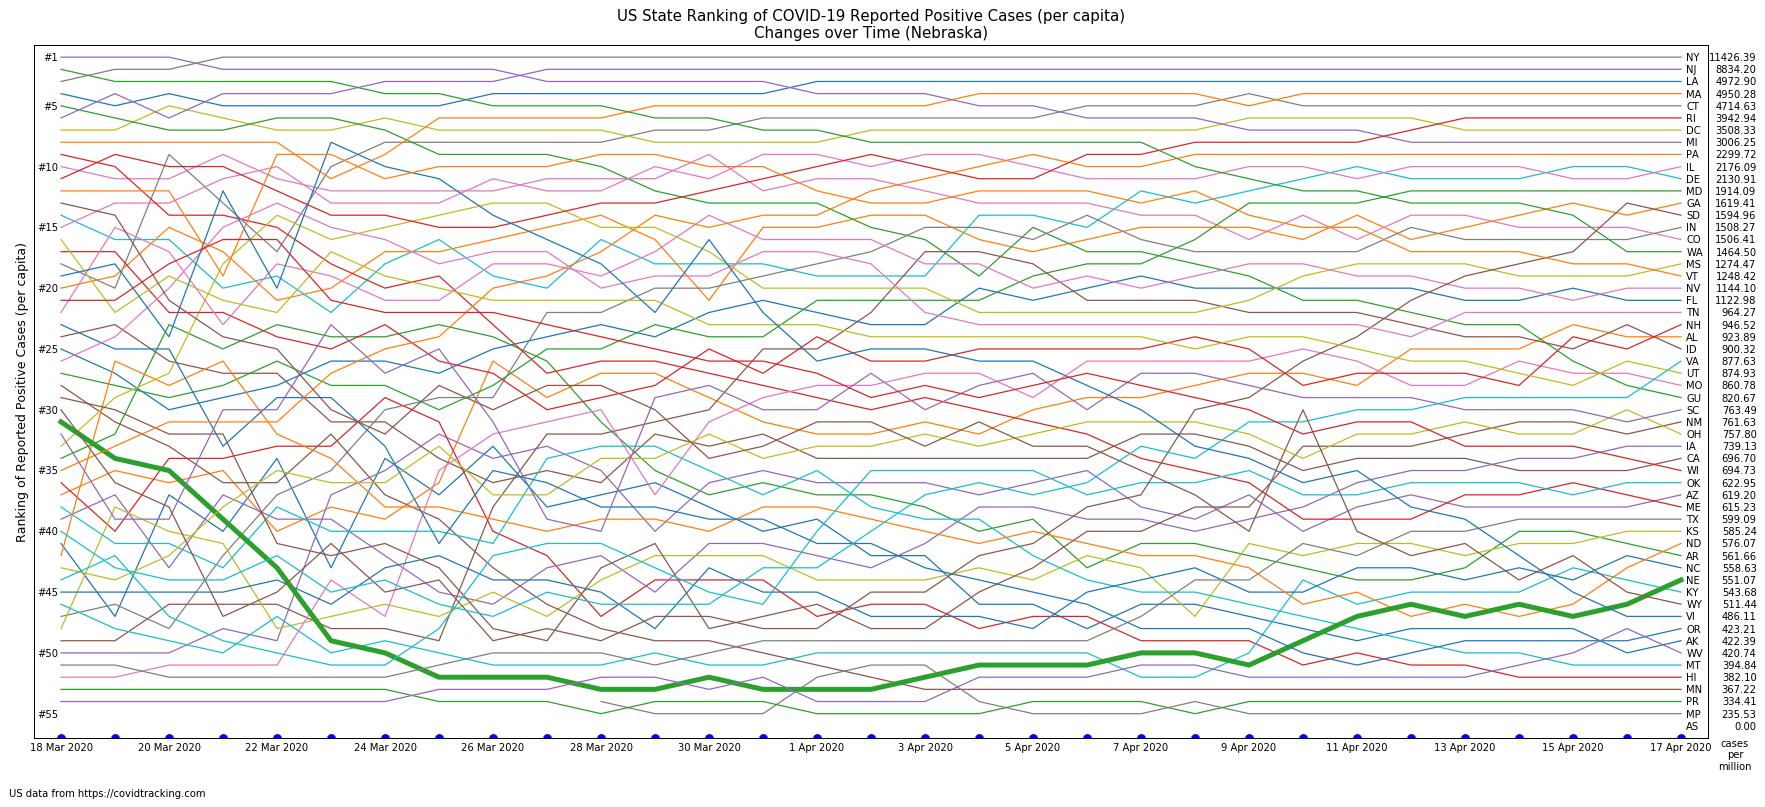 US State Ranking of COVID-19 Reported Positive Cases (per capita)
Changes over Time (Nebraska)
Ranking of Reported Positive Cases (per capita)
#1
#5
#10
#15
#20
#25
#30
#35
#40
#45
#50
#55
NY 11426.39
NJ 8834.20
LA 4972.90
MA 4950.28
CT 4714.63
RI 3942.94
DC 3508.33
MI 3006.25
PA 2299.72
IL 2176.09
DE 2130.91
MD 1914.09
GA 1619.41
SD 1594.96
IN 1508.27
CO 1506.41
WA 1464.50
MS 1274.47
VT 1248.42
NV 1144.10
FL 1122.98
TN 964.27
NH 946.52
AL 923.89
ID 900.32
VA 877.63
UT 874.93
MO 860.78
GU 820.67
SC 763.49
NM 761.63
OH 757.80
IA 739.13
CA 696.70
WI 694.73
OK 622.95
AZ 619.20
ME 615.23
TX 599.09
KS 585.24
ND 576.07
AR 561.66
NC 558.63
NE 551.07
KY 543.68
WY 511.44
VI 486.11
OR 423.21
AK 422.39
WV 420.74
MT 394.84
HI 382.10
MN 367.22
PR 334.41
MP 235.53
AS 0.00
18 Mar 2020 20 Mar 2020 22 Mar 2020 24 Mar 2020 26 Mar 2020 28 Mar 2020 30 Mar 2020 1 Apr 2020 3 Apr 2020 5 Apr 2020 7 Apr 2020 9 Apr 2020 11 Apr 2020 13 Apr 2020 15 Apr 2020 17 Apr 2020
cases
per
million
US data from https://covidtracking.com